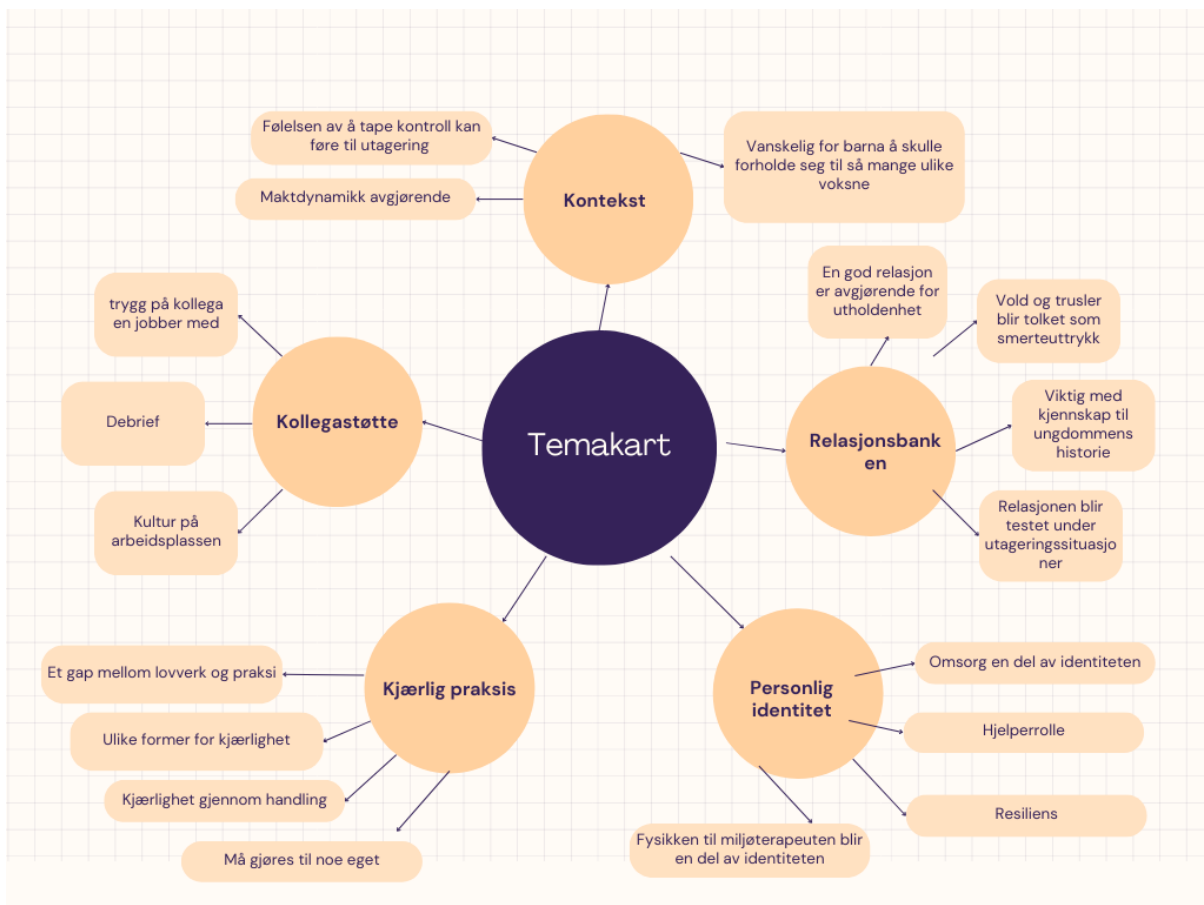 Følelsen av å tape kontroll kan
føre til utagering
Maktdynamikk avgjørende
Kontekst
Vanskelig for barna å skulle
forholde seg til så mange ulike
voksne
trygg på kollega
en jobber med
Debrief
Kultur på
arbeidsplassen
Kollegastøtte
Temakart
En god relasjon
er avgjørende for
utholdenhet
Vold og trusler
blir tolket som
smerteuttrykk
Viktig med
kjennskap til
ungdommens
historie
Relasjonen blir
testet under
utageringssituasjo
ner
Relasjonsbank
en
Et gap mellom lovverk og praksi
Ulike former for kjærlighet
Kjærlighet gjennom handling
Må gjøres til noe eget
Kjærlig praksis
Personlig
identitet
Omsorg en del av identiteten
Hjelperrolle
Resiliens
Fysikken til miljøterapeuten blir
en del av identiteten